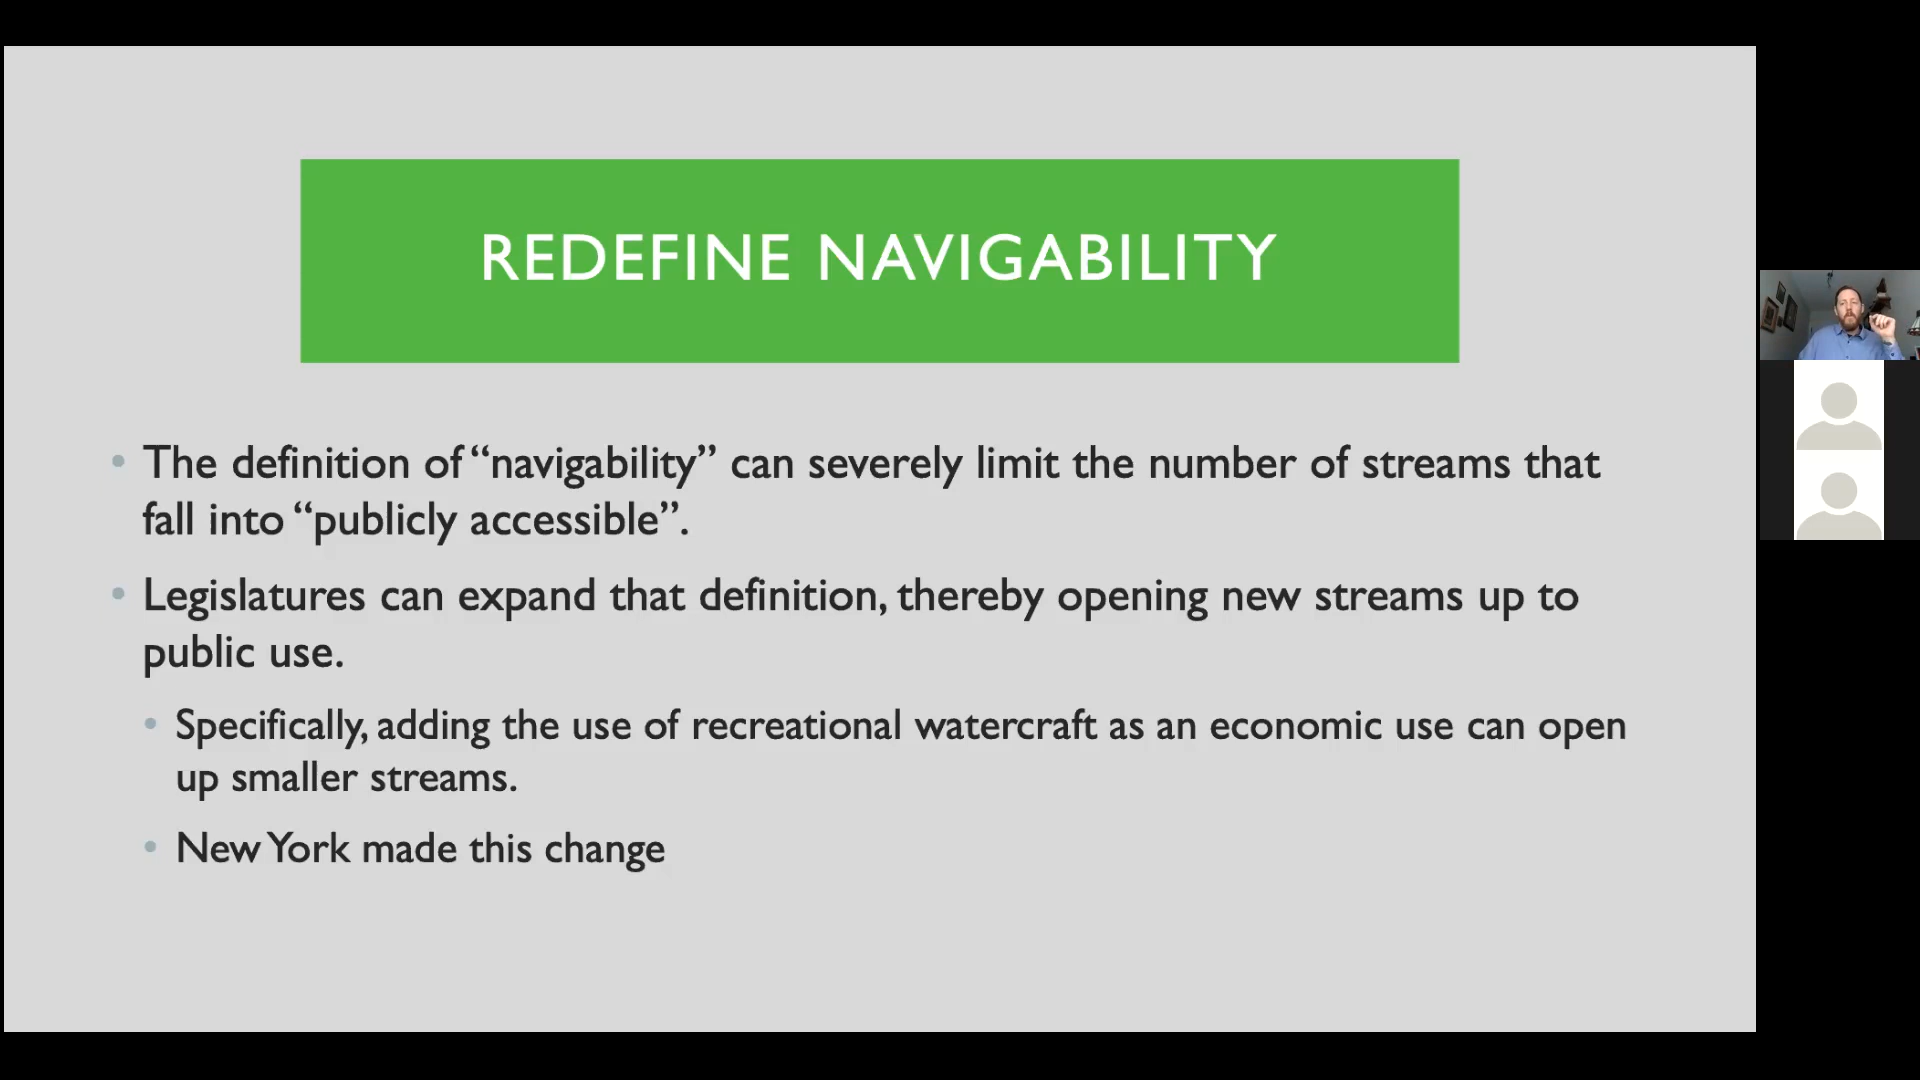 REDEFINE NAVIGABILITY
• The definition of “navigability” can severely limit the number of streams that
fall into “publicly accessible”.
• Legislatures can expand that definition, thereby opening new streams up to
public use.
• Specifically, adding the use of recreational watercraft as an economic use can open
up smaller streams.
• New York made this change